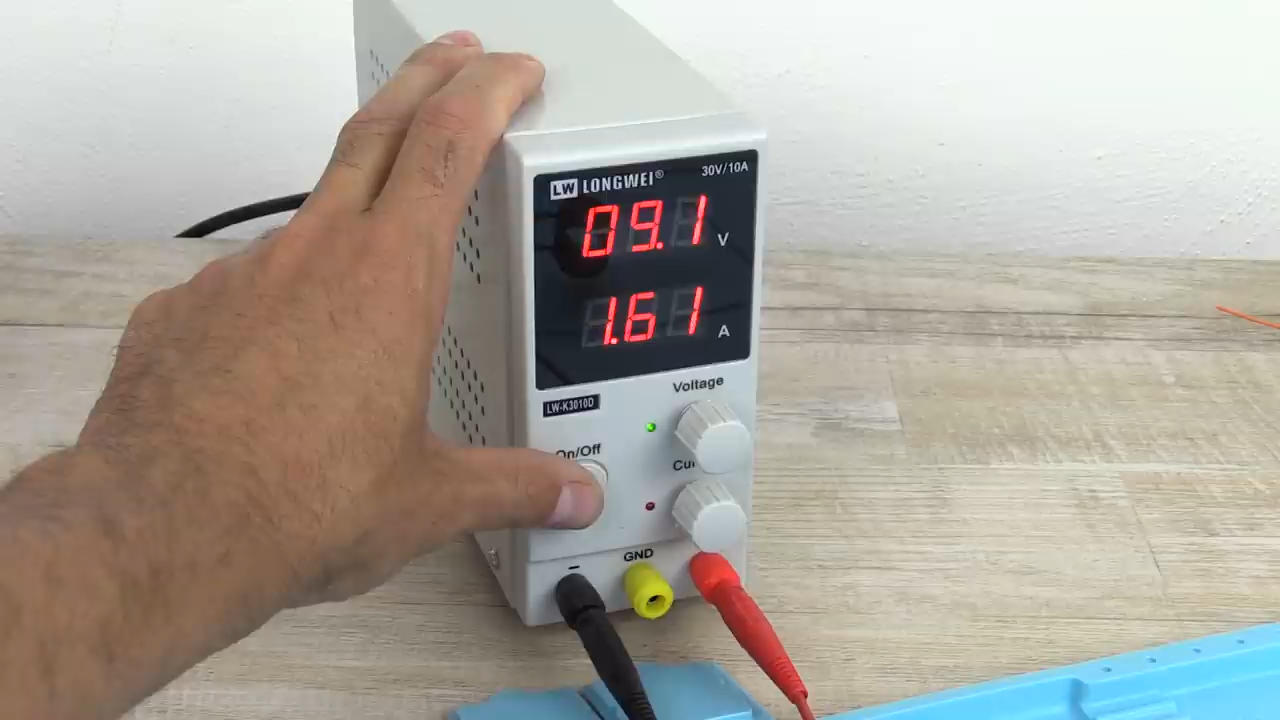 LW LONGWEI® 30V/10A
09.1 V
1.61 A
LW-K3010D
Voltage
On/Off
GND
−